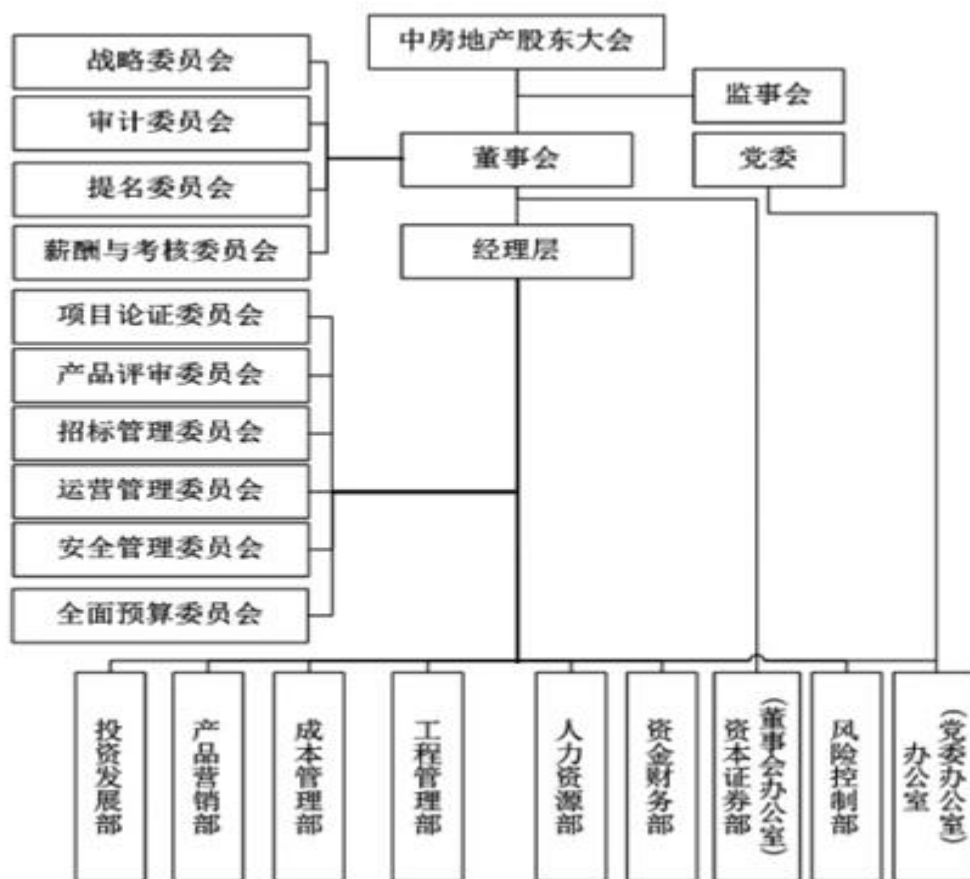 中房地产股东大会
战略委员会
监事会
审计委员会
董事会
党委
提名委员会
薪酬与考核委员会
经理层
项目论证委员会
产品评审委员会
招标管理委员会
运营管理委员会
安全管理委员会
全面预算委员会
投资发展部
产品营销部
成本管理部
工程管理部
人力资源部
资金财务部
资本证券部
（董事会办公室）
风险控制部
办公室
（党委办公室）